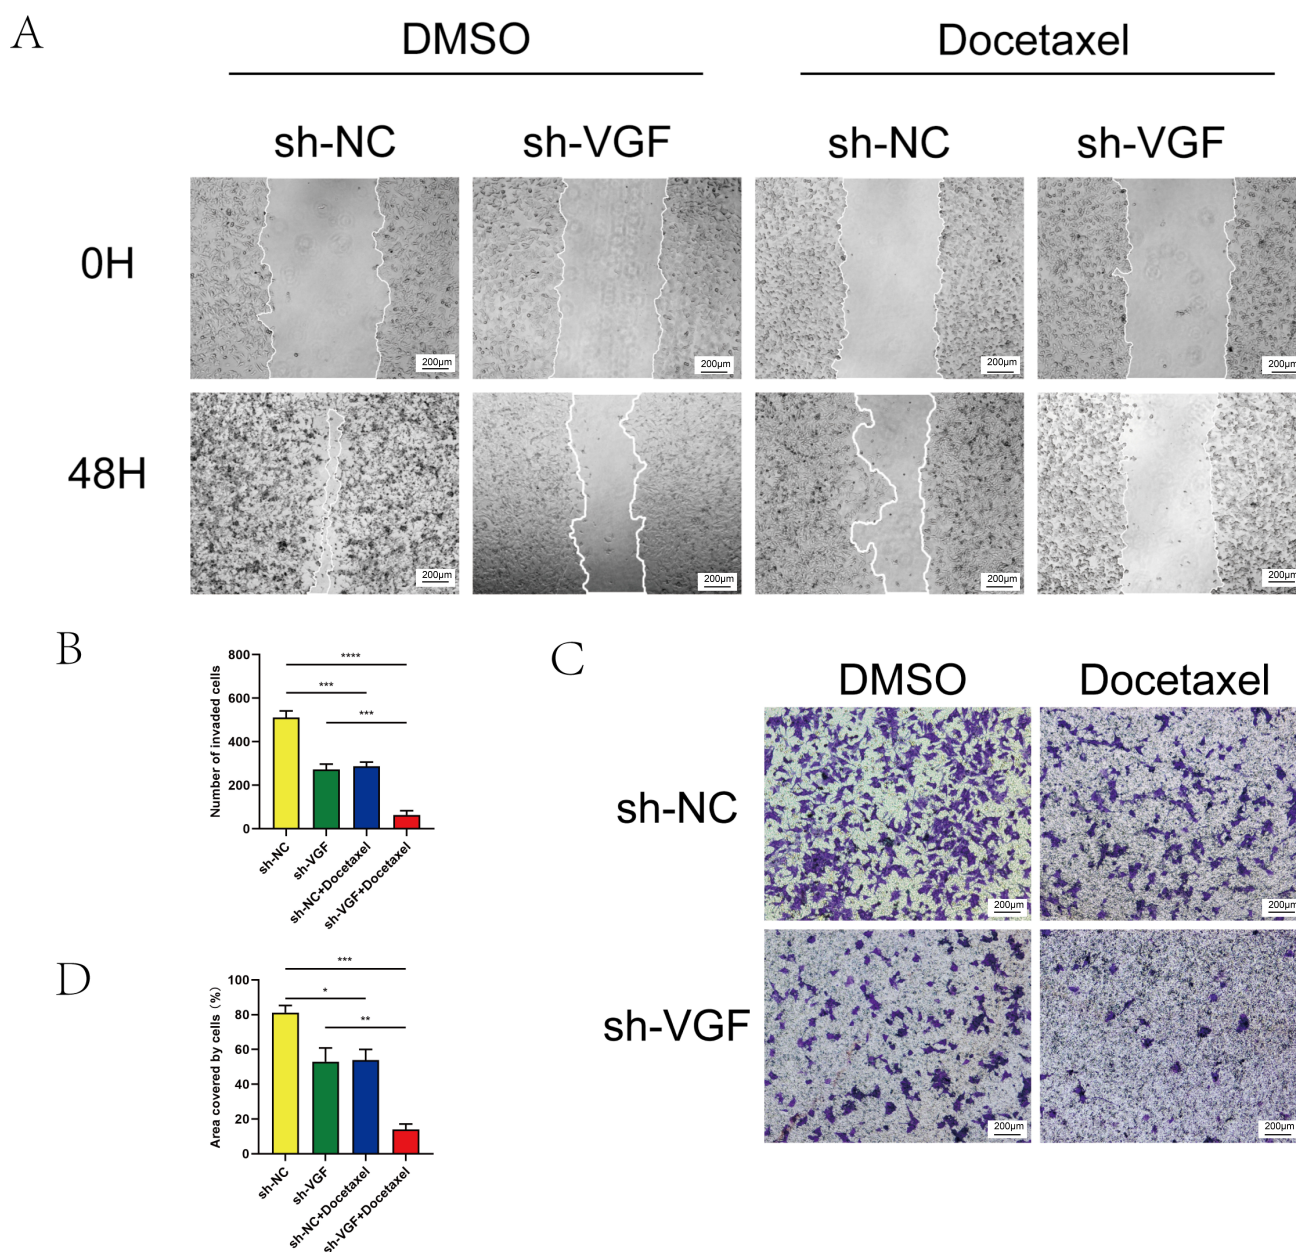 A
DMSO
Docetaxel
sh-NC
sh-VGF
sh-NC
sh-VGF
0H
200μm
200μm
200μm
200μm
48H
200μm
200μm
200μm
200μm
B
Number of invaded cells
800
600
400
200
0
****
***
***
sh-NC
sh-VGF
sh-NC+Docetaxel
sh-VGF+Docetaxel
C
DMSO
Docetaxel
sh-NC
200μm
200μm
sh-VGF
200μm
200μm
D
Area covered by cells (%)
100
80
60
40
20
0
***
*
**
sh-NC
sh-VGF
sh-NC+Docetaxel
sh-VGF+Docetaxel